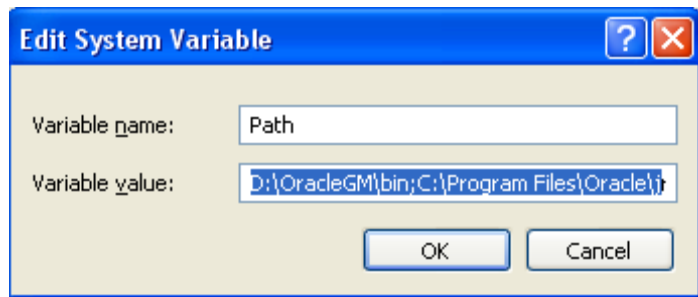 Edit System Variable
Variable name: Path
Variable value: D:\OracleGM\bin;C:\Program Files\Oracle\j
OK Cancel